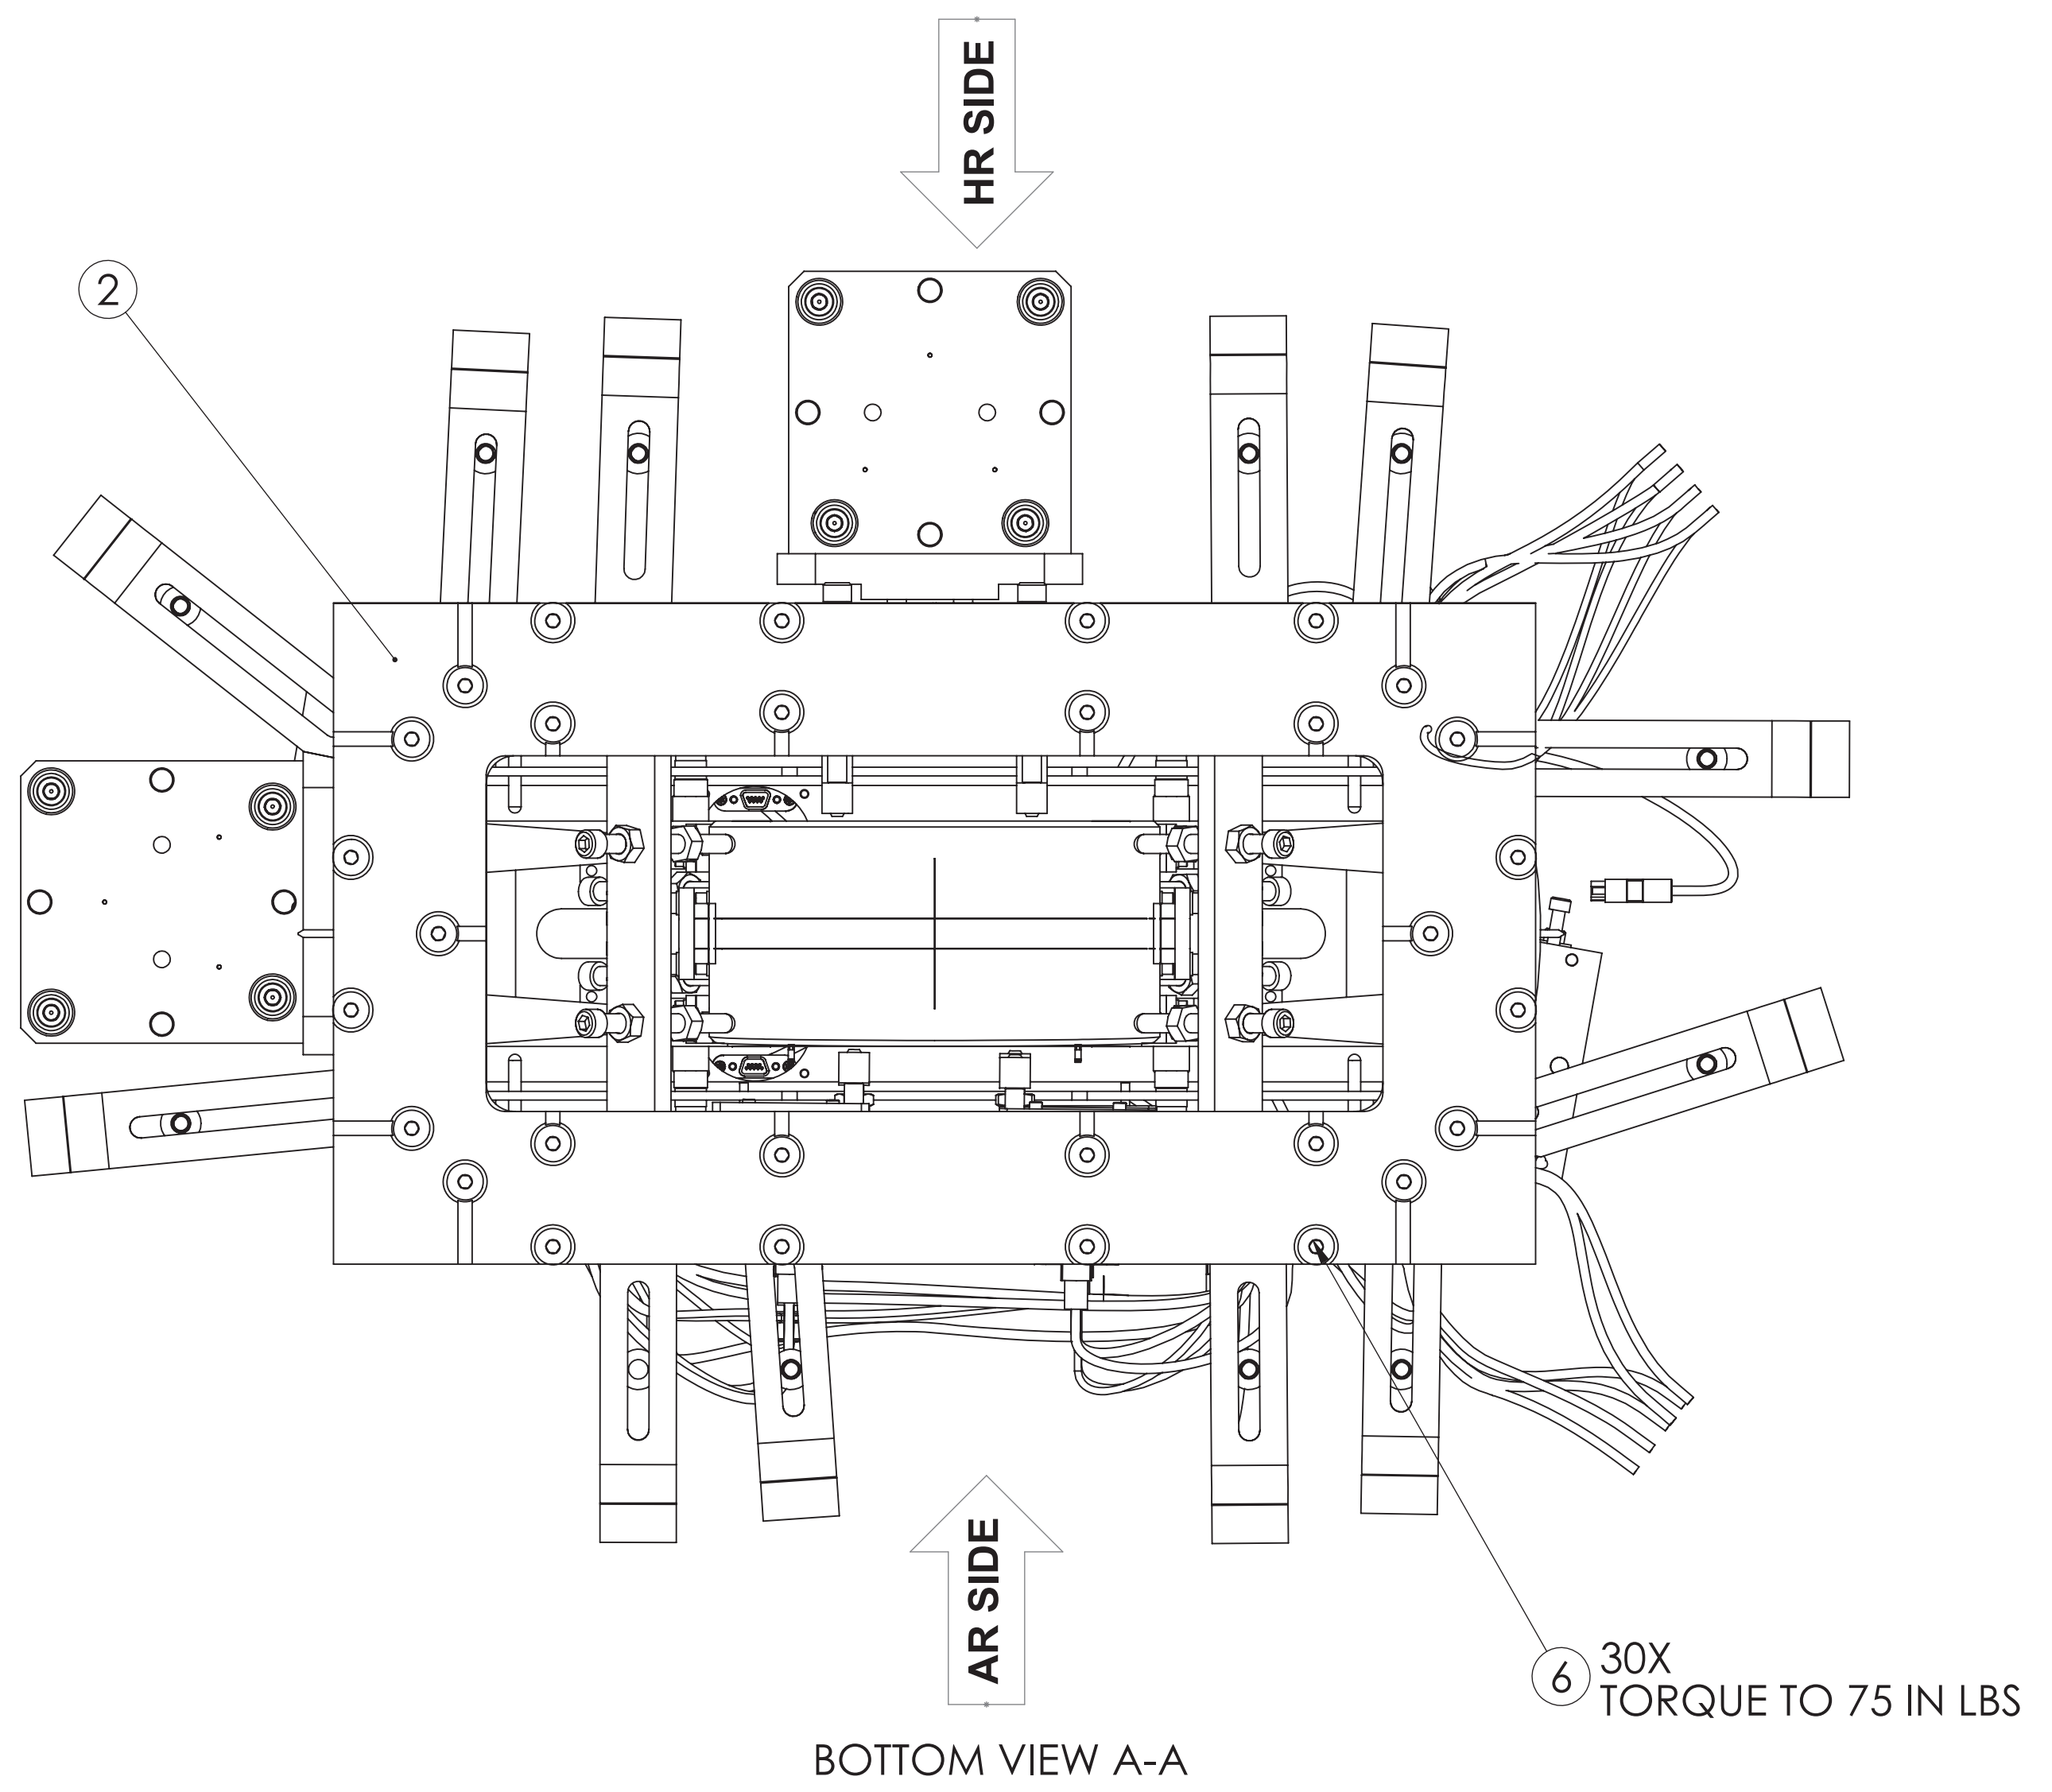 HR SIDE
2
AR SIDE
6
30X
TORQUE TO 75 IN LBS
BOTTOM VIEW A-A